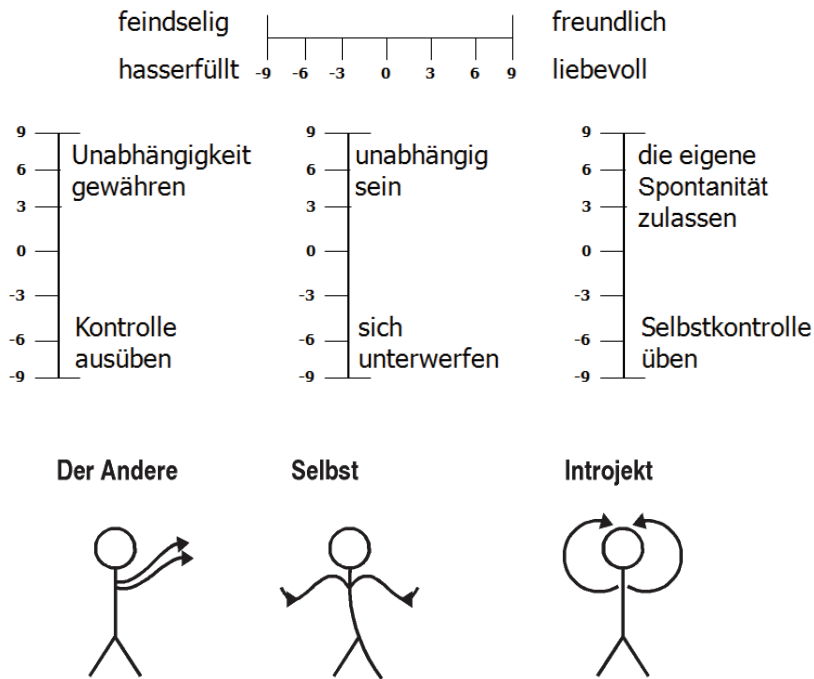 feindselig freundlich
hasserfüllt -9 -6 -3 0 3 6 9 liebevoll
9 9 9
Unabhängigkeit unabhängig die eigene
6 6 6
gewähren sein Spontanität
3 3 3 zulassen
0 0 0
-3 -3 -3
Kontrolle sich Selbstkontrolle
-6 -6 -6
ausüben unterwerfen üben
-9 -9 -9
Der Andere Selbst Introjekt